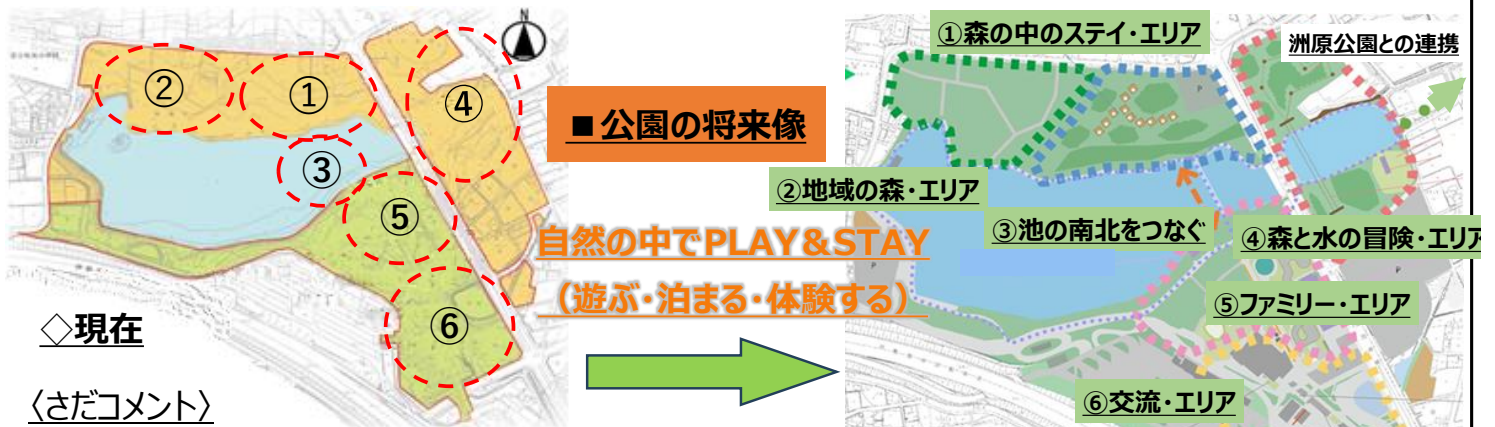 N
②
①
④
③
⑤
⑥
◇現在
〈さだコメント〉
■公園の将来像
自然の中でPLAY&STAY
(遊ぶ・泊まる・体験する)
①森の中のステイ・エリア
洲原公園との連携
②地域の森・エリア
③池の南北をつなぐ
④森と水の冒険・エリア
⑤ファミリー・エリア
⑥交流・エリア
P
P
P